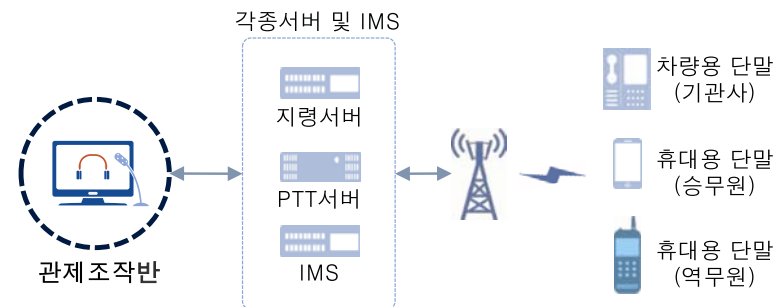 각종서버 및 IMS
지령서버
PTT서버
IMS
관제조작반
차량용 단말
(기관사)
휴대용 단말
(승무원)
휴대용 단말
(역무원)